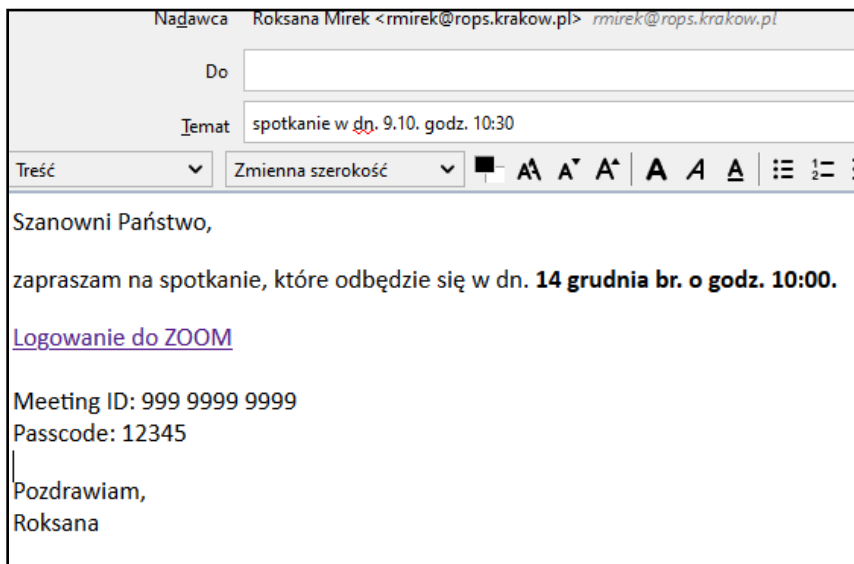 Nadawca Roksana Mirek <rmirek@rops.krakow.pl> rmirek@rops.krakow.pl
Do
Temat spotkanie w dn. 9.10. godz. 10:30
Treść Zmienna szerokość
Szanowni Państwo,
zapraszam na spotkanie, które odbędzie się w dn. 14 grudnia br. o godz. 10:00.
Logowanie do ZOOM
Meeting ID: 999 9999 9999
Passcode: 12345
Pozdrawiam,
Roksana